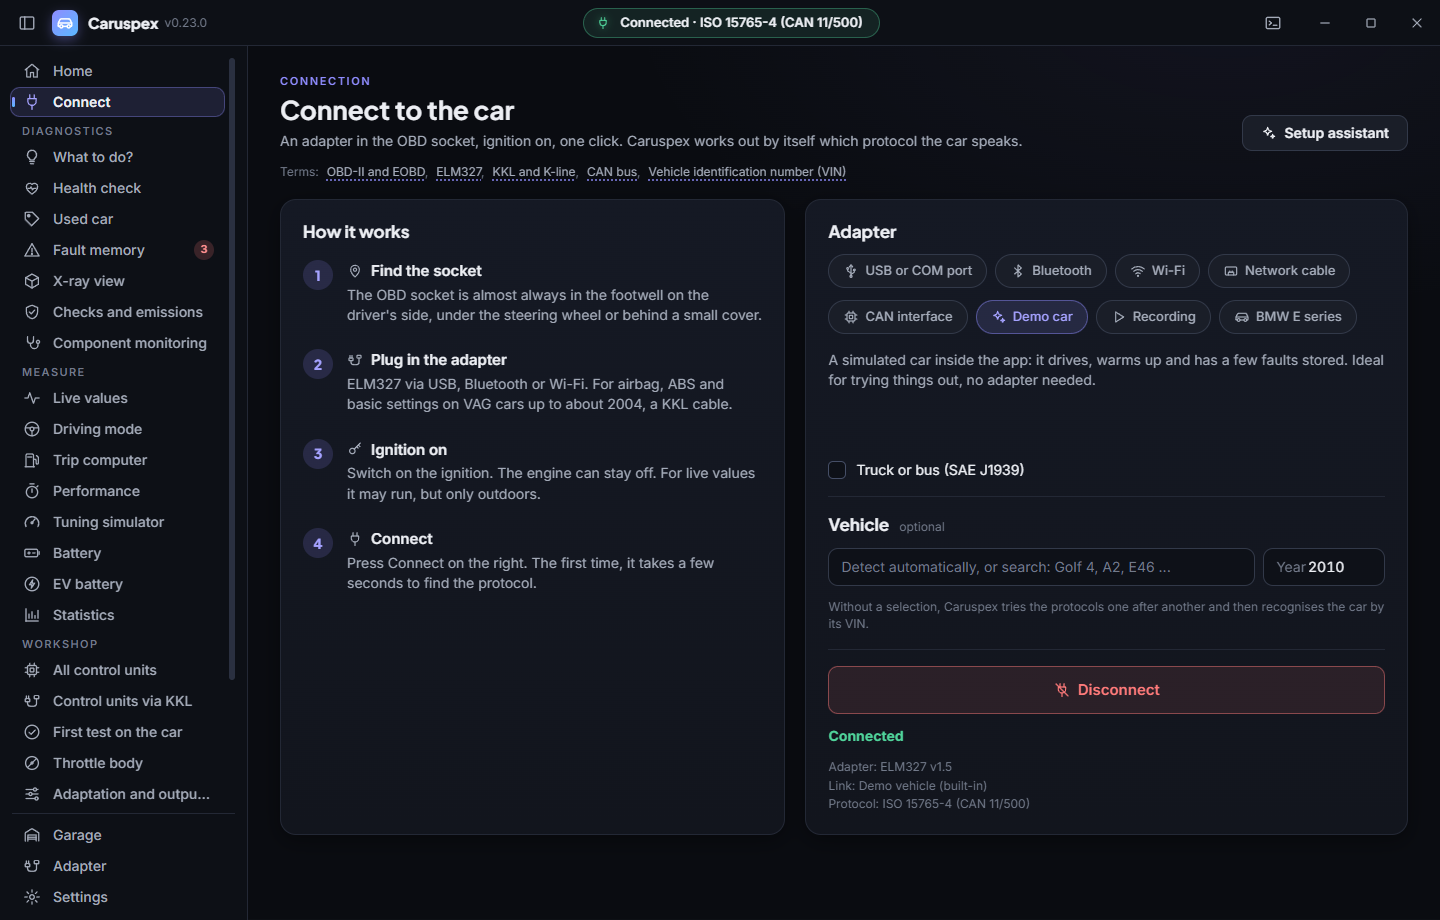 Caruspex v0.23.0
Connected · ISO 15765-4 (CAN 11/500)
Home
Connect
DIAGNOSTICS
What to do?
Health check
Used car
Fault memory 3
X-ray view
Checks and emissions
Component monitoring
MEASURE
Live values
Driving mode
Trip computer
Performance
Tuning simulator
Battery
EV battery
Statistics
WORKSHOP
All control units
Control units via KKL
First test on the car
Throttle body
Adaptation and outpu...
Garage
Adapter
Settings
CONNECTION
Connect to the car
An adapter in the OBD socket, ignition on, one click. Caruspex works out by itself which protocol the car speaks.
Terms: OBD-II and EOBD, ELM327, KKL and K-line, CAN bus, Vehicle identification number (VIN)
Setup assistant
How it works
1 Find the socket
The OBD socket is almost always in the footwell on the
driver's side, under the steering wheel or behind a small cover.
2 Plug in the adapter
ELM327 via USB, Bluetooth or Wi-Fi. For airbag, ABS and
basic settings on VAG cars up to about 2004, a KKL cable.
3 Ignition on
Switch on the ignition. The engine can stay off. For live values
it may run, but only outdoors.
4 Connect
Press Connect on the right. The first time, it takes a few
seconds to find the protocol.
Adapter
USB or COM port Bluetooth Wi-Fi Network cable
CAN interface Demo car Recording BMW E series
A simulated car inside the app: it drives, warms up and has a few faults stored. Ideal
for trying things out, no adapter needed.
Truck or bus (SAE J1939)
Vehicle optional
Detect automatically, or search: Golf 4, A2, E46 ... Year 2010
Without a selection, Caruspex tries the protocols one after another and then recognises the car by
its VIN.
Disconnect
Connected
Adapter: ELM327 v1.5
Link: Demo vehicle (built-in)
Protocol: ISO 15765-4 (CAN 11/500)